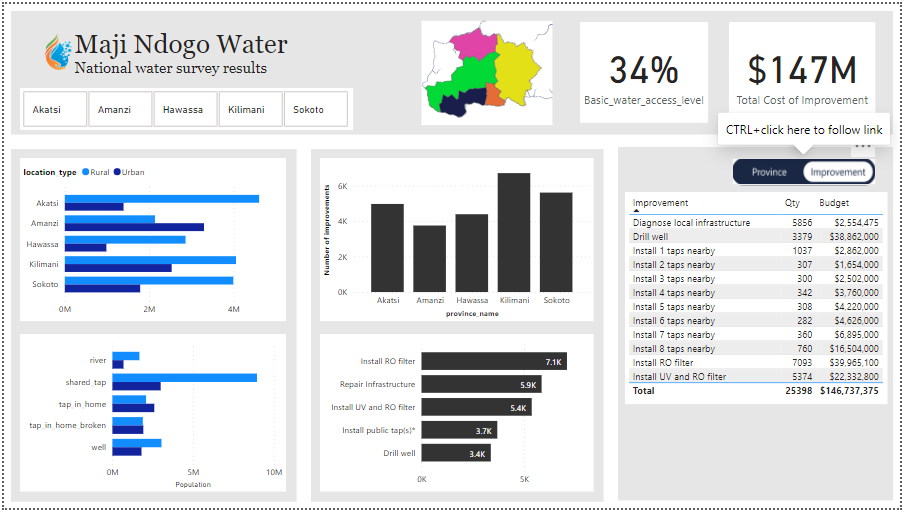 Maji Ndogo Water
National water survey results
Akatsi Amanzi Hawassa Kilimani Sokoto
34%
Basic_water_access_level
$147M
Total Cost of Improvement
CTRL+click here to follow link
Province Improvement
location_type Rural Urban
Akatsi
Amanzi
Hawassa
Kilimani
Sokoto
0M 2M 4M
river
shared_tap
tap_in_home
tap_in_home_broken
well
0M 5M 10M
Population
Number of improvements
6K
4K
2K
0K
Akatsi Amanzi Hawassa Kilimani Sokoto
province_name
Install RO filter 7.1K
Repair Infrastructure 5.9K
Install UV and RO filter 5.4K
Install public tap(s)* 3.7K
Drill well 3.4K
0K 5K
Improvement Qty Budget
Diagnose local infrastructure 5856 $2,554,475
Drill well 3379 $38,862,000
Install 1 taps nearby 1037 $2,862,000
Install 2 taps nearby 307 $1,654,000
Install 3 taps nearby 300 $2,502,000
Install 4 taps nearby 342 $3,760,000
Install 5 taps nearby 308 $4,220,000
Install 6 taps nearby 282 $4,626,000
Install 7 taps nearby 360 $6,895,000
Install 8 taps nearby 760 $16,504,000
Install RO filter 7093 $39,965,100
Install UV and RO filter 5374 $22,332,800
Total 25398 $146,737,375